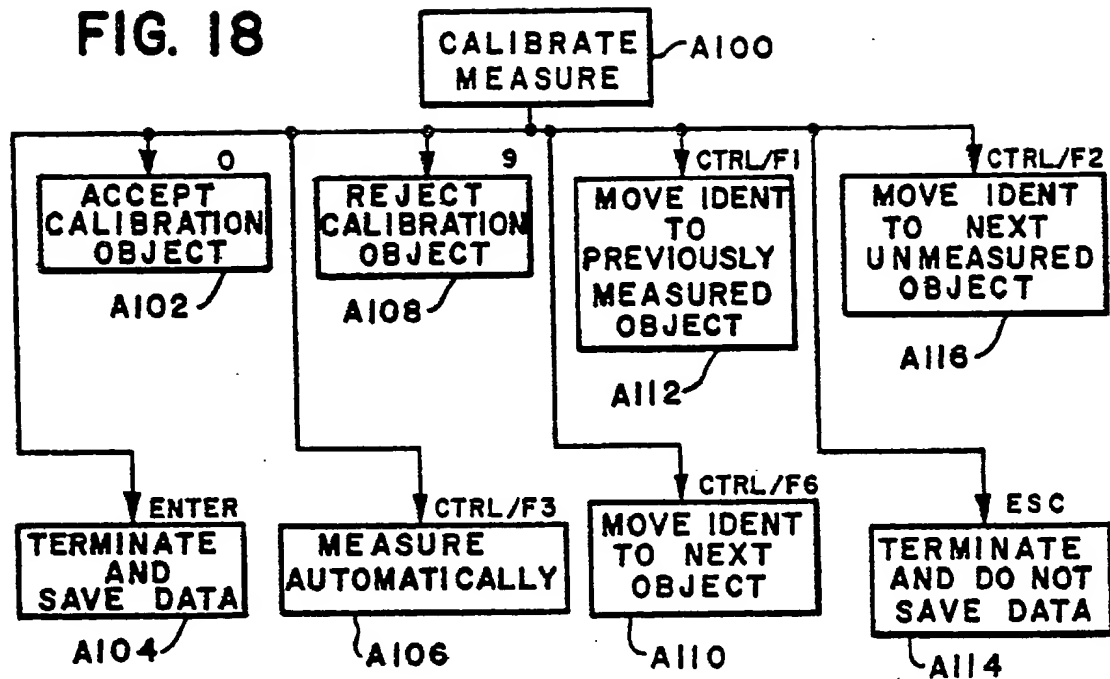 FIG. 18
CALIBRATE
MEASURE
A100
0
ACCEPT
CALIBRATION
OBJECT
A102
9
REJECT
CALIBRATION
OBJECT
A108
CTRL/F1
MOVE IDENT
TO
PREVIOUSLY
MEASURED
OBJECT
A112
CTRL/F2
MOVE IDENT
TO NEXT
UNMEASURED
OBJECT
A116
ENTER
TERMINATE
AND
SAVE DATA
A104
CTRL/F3
MEASURE
AUTOMATICALLY
A106
CTRL/F6
MOVE IDENT
TO NEXT
OBJECT
A110
ESC
TERMINATE
AND DO NOT
SAVE DATA
A114